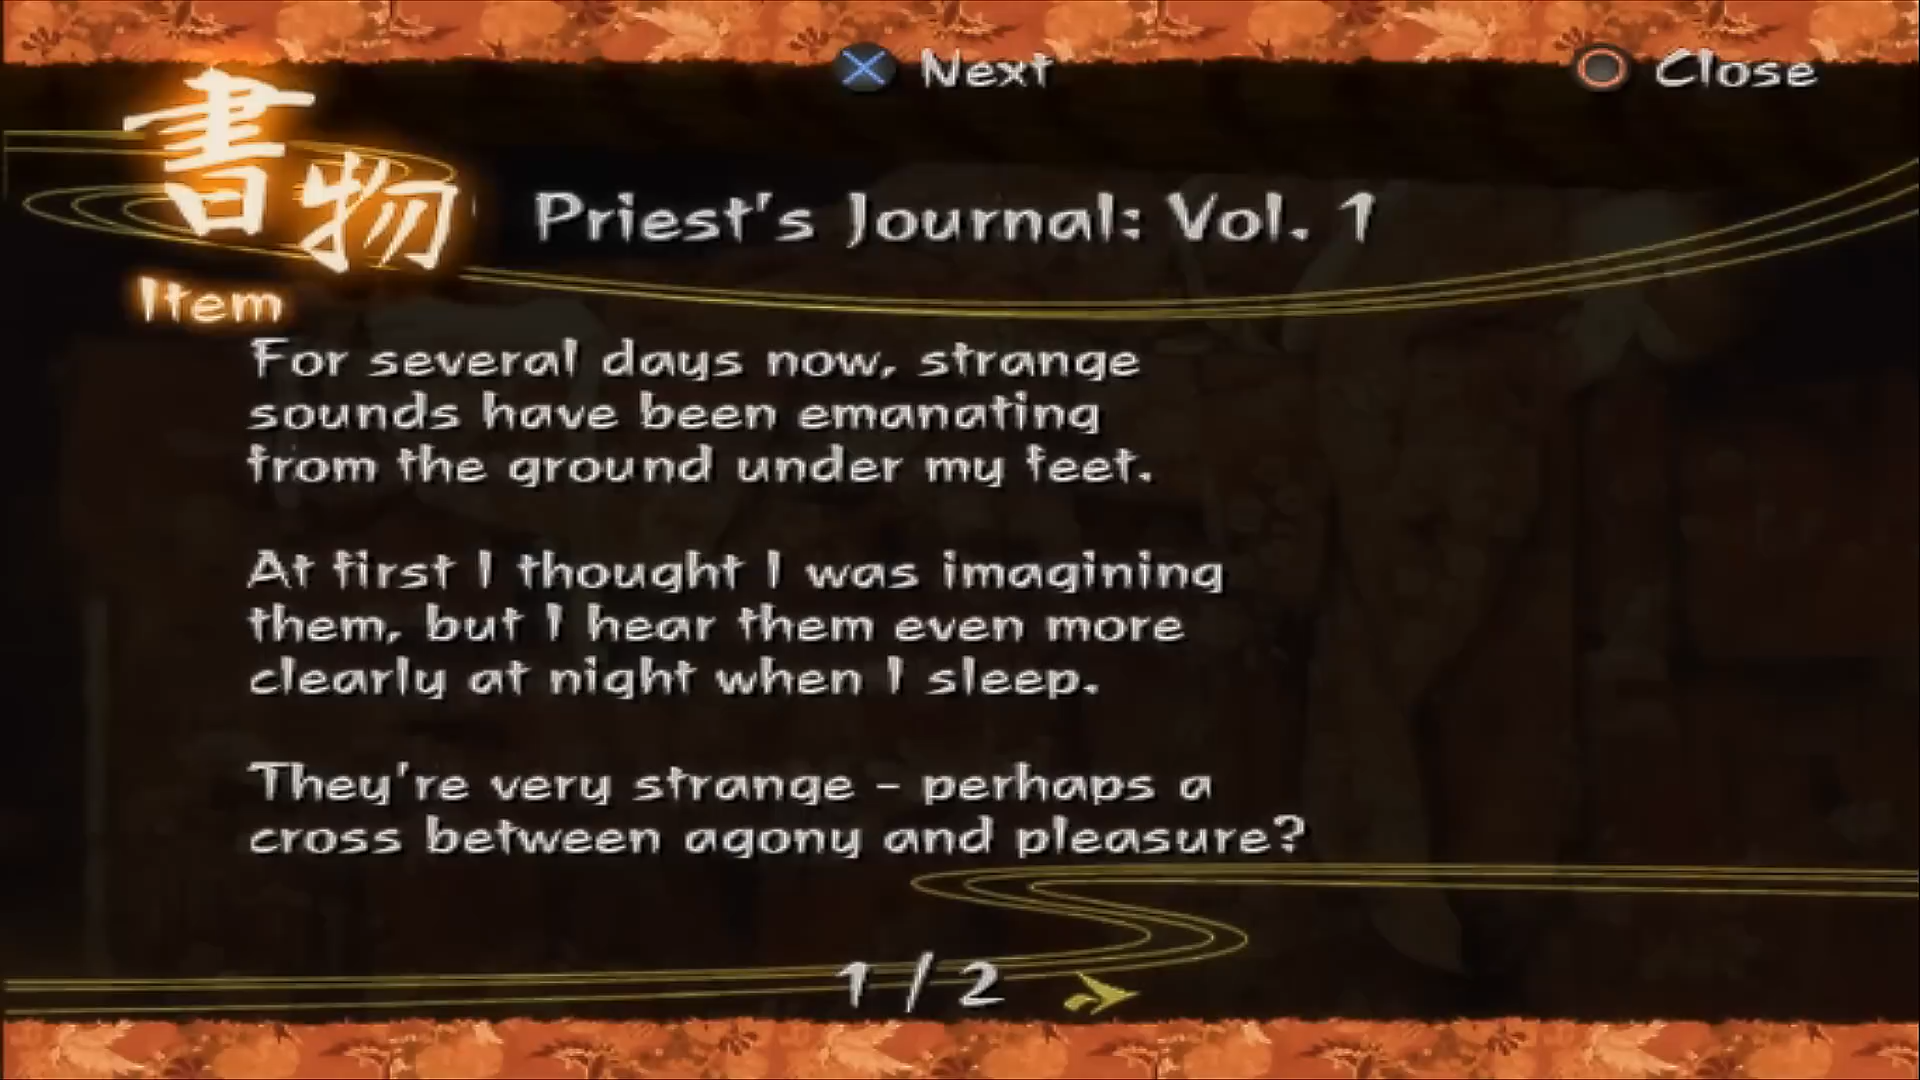 Next
Close
書物
Item
Priest's Journal: Vol. 1
For several days now, strange
sounds have been emanating
from the ground under my feet.
At first I thought I was imagining
them, but I hear them even more
clearly at night when I sleep.
They're very strange – perhaps a
cross between agony and pleasure?
1 / 2